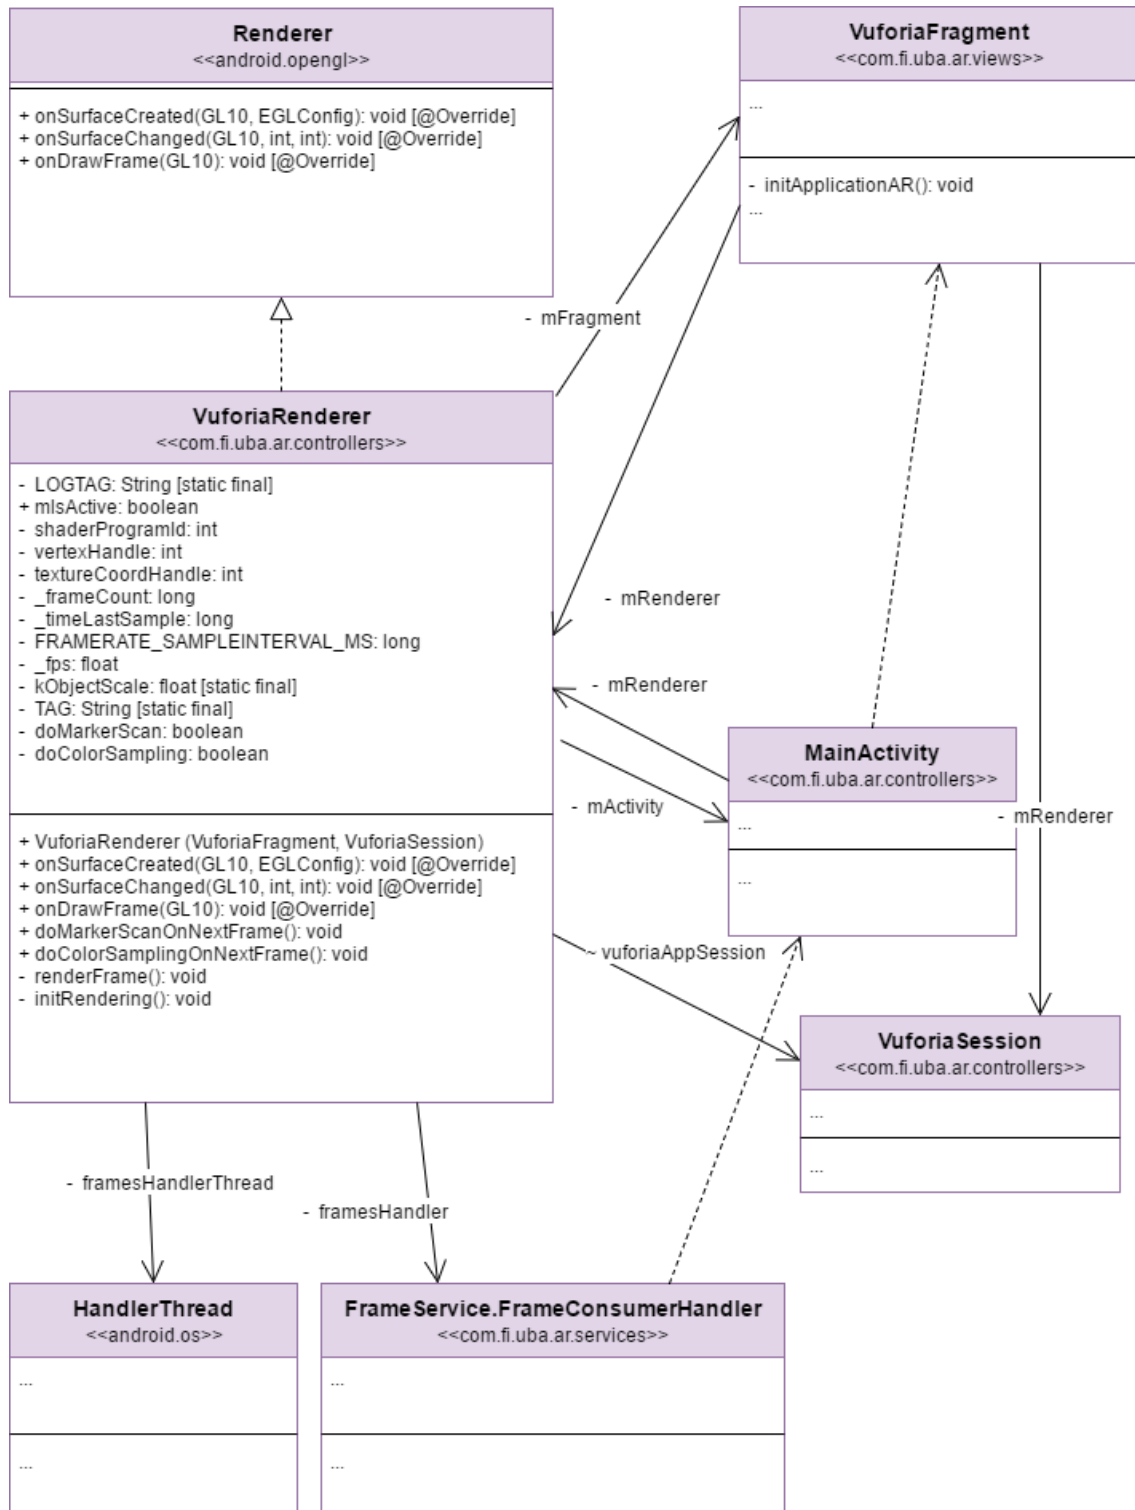 Renderer
<<android.opengl>>
+ onSurfaceCreated(GL10, EGLConfig): void [@Override]
+ onSurfaceChanged(GL10, int, int): void [@Override]
+ onDrawFrame(GL10): void [@Override]
VuforiaFragment
<<com.fi.uba.ar.views>>
...
- initApplicationAR(): void
...
- mFragment
VuforiaRenderer
<<com.fi.uba.ar.controllers>>
- LOGTAG: String [static final]
+ mIsActive: boolean
- shaderProgramId: int
- vertexHandle: int
- textureCoordHandle: int
- _frameCount: long
- _timeLastSample: long
- FRAMERATE_SAMPLEINTERVAL_MS: long
- _fps: float
- kObjectScale: float [static final]
- TAG: String [static final]
- doMarkerScan: boolean
- doColorSampling: boolean
+ VuforiaRenderer (VuforiaFragment, VuforiaSession)
+ onSurfaceCreated(GL10, EGLConfig): void [@Override]
+ onSurfaceChanged(GL10, int, int): void [@Override]
+ onDrawFrame(GL10): void [@Override]
+ doMarkerScanOnNextFrame(): void
+ doColorSamplingOnNextFrame(): void
- renderFrame(): void
- initRendering(): void
- mRenderer
- mRenderer
- mActivity
MainActivity
<<com.fi.uba.ar.controllers>>
...
...
- mRenderer
~ vuforiaAppSession
VuforiaSession
<<com.fi.uba.ar.controllers>>
...
...
- framesHandlerThread
- framesHandler
HandlerThread
<<android.os>>
...
...
FrameService.FrameConsumerHandler
<<com.fi.uba.ar.services>>
...
...